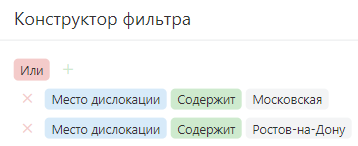 Конструктор фильтра
Или
Место дислокации Содержит Московская
Место дислокации Содержит Ростов-на-Дону